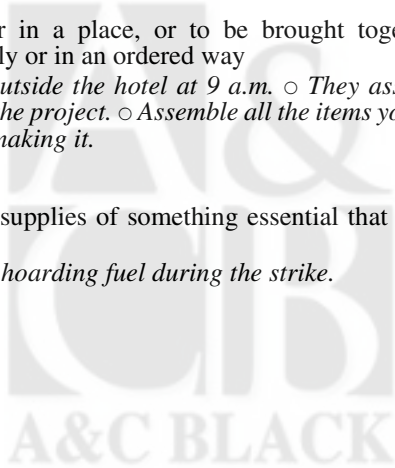 r in a place, or to be brought toge
ly or in an ordered way
utside the hotel at 9 a.m. ○ They ass
he project. ○ Assemble all the items yo
naking it.
supplies of something essential that
hoarding fuel during the strike.
A&
CB
A&C BLACK